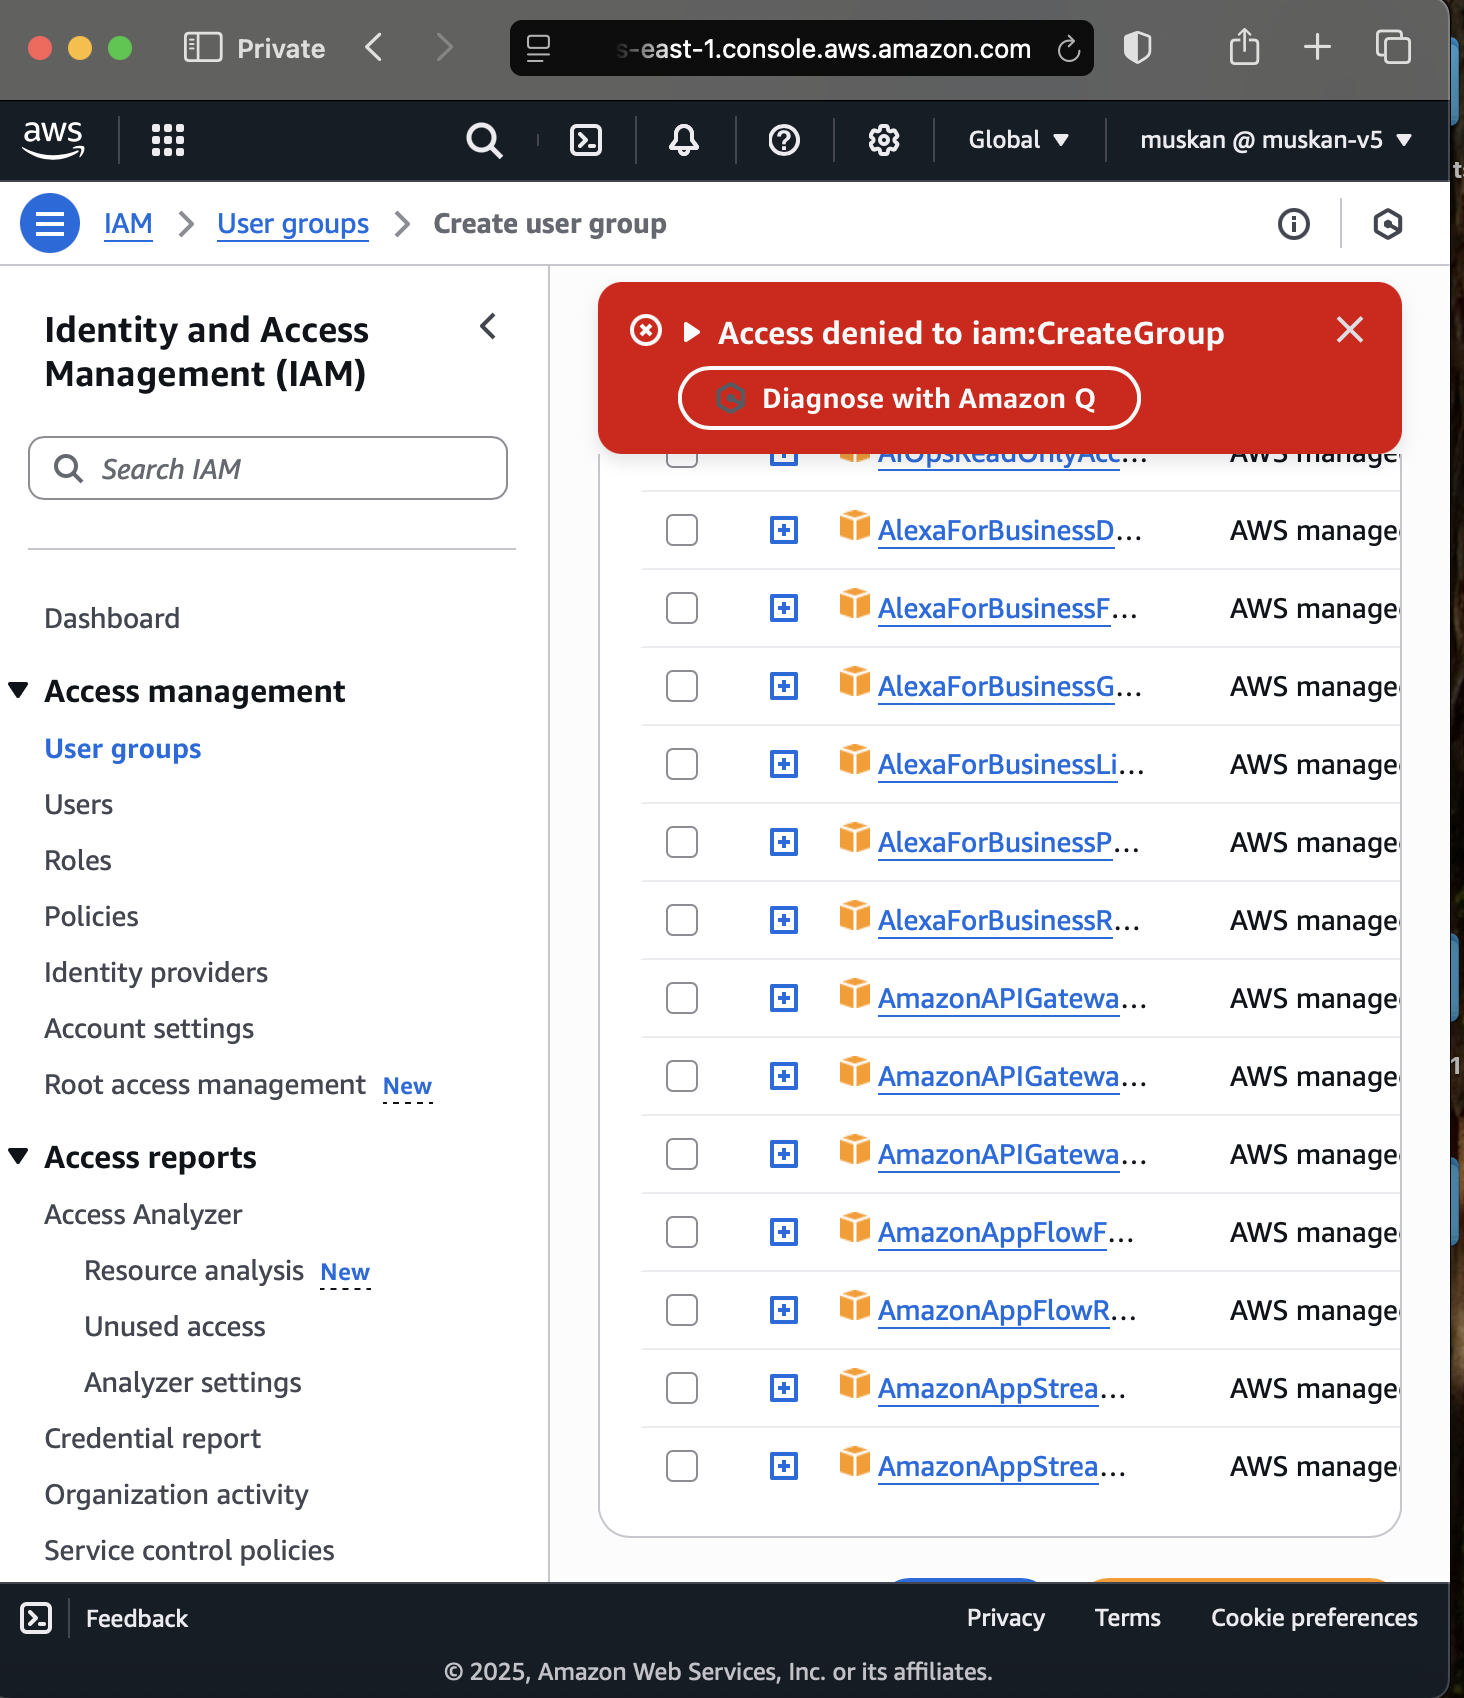 Private
s-east-1.console.aws.amazon.com
aws
Global
muskan @ muskan-v5
IAM
User groups
Create user group
Identity and Access
Management (IAM)
Search IAM
Dashboard
Access management
User groups
Users
Roles
Policies
Identity providers
Account settings
Root access management New
Access reports
Access Analyzer
Resource analysis New
Unused access
Analyzer settings
Credential report
Organization activity
Service control policies
Access denied to iam:CreateGroup
Diagnose with Amazon Q
AIOpsReadOnlyAcc... AWS manage
AlexaForBusinessD... AWS manage
AlexaForBusinessF... AWS manage
AlexaForBusinessG... AWS manage
AlexaForBusinessLi... AWS manage
AlexaForBusinessP... AWS manage
AlexaForBusinessR... AWS manage
AmazonAPIGatewa... AWS manage
AmazonAPIGatewa... AWS manage
AmazonAPIGatewa... AWS manage
AmazonAppFlowF... AWS manage
AmazonAppFlowR... AWS manage
AmazonAppStrea... AWS manage
AmazonAppStrea... AWS manage
Feedback
Privacy
Terms
Cookie preferences
© 2025, Amazon Web Services, Inc. or its affiliates.